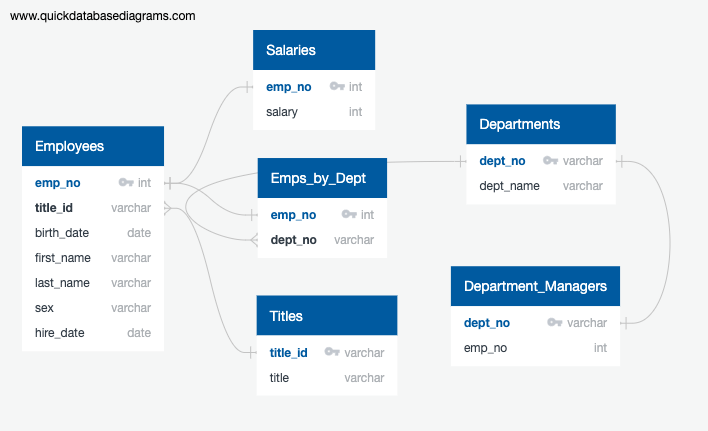 www.quickdatabasediagrams.com
Salaries
emp_no int
salary int
Employees
emp_no int
title_id varchar
birth_date date
first_name varchar
last_name varchar
sex varchar
hire_date date
Emps_by_Dept
emp_no int
dept_no varchar
Titles
title_id varchar
title varchar
Departments
dept_no varchar
dept_name varchar
Department_Managers
dept_no varchar
emp_no int